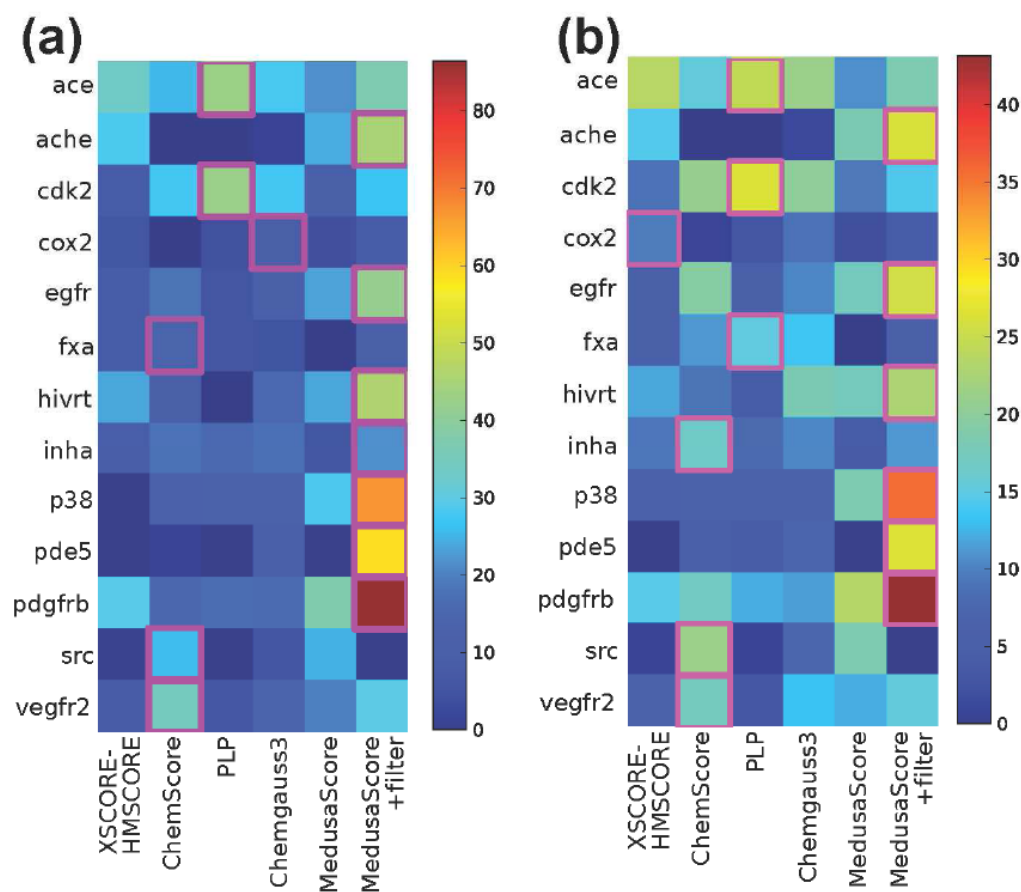 (a)
ace
ache
cdk2
cox2
egfr
fxa
hivrt
inha
p38
pde5
pdgfrb
src
vegfr2
XSCORE-
HMSCORE
ChemScore
PLP
Chemgauss3
MedusaScore
MedusaScore
+filter
80
70
60
50
40
30
20
10
0
(b)
ace
ache
cdk2
cox2
egfr
fxa
hivrt
inha
p38
pde5
pdgfrb
src
vegfr2
XSCORE-
HMSCORE
ChemScore
PLP
Chemgauss3
MedusaScore
MedusaScore
+filter
40
35
30
25
20
15
10
5
0